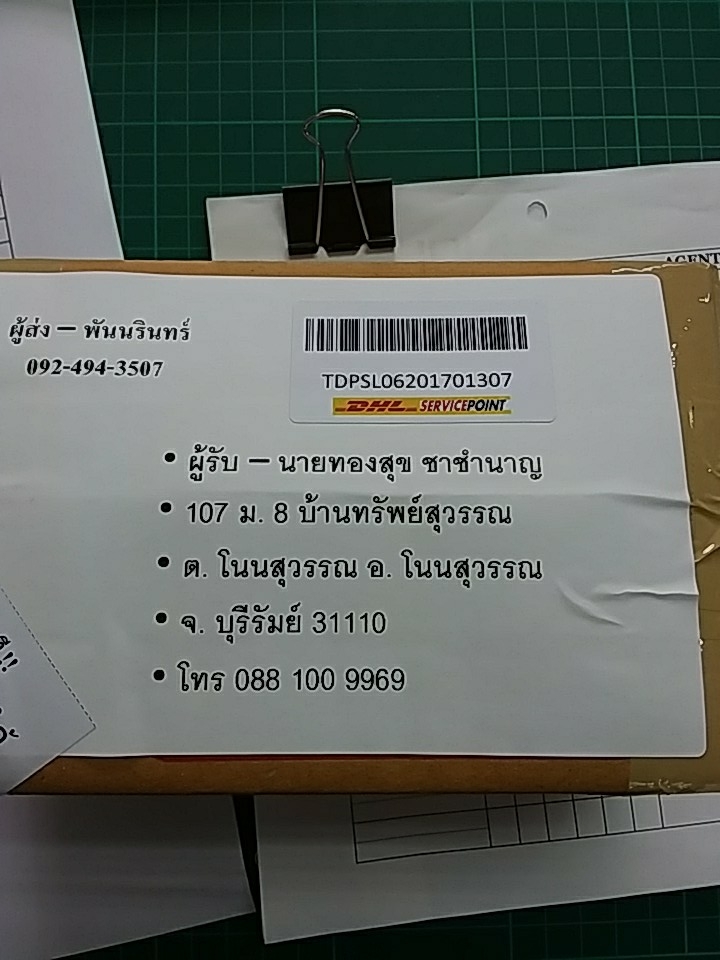 AGENT
ผู้ส่ง – พันนรินทร์
092-494-3507
TDPSL06201701307
DHL SERVICEPOINT
• ผู้รับ – นายทองสุข ชาชำนาญ
• 107 ม. 8 บ้านทรัพย์สุวรรณ
• ต. โนนสุวรรณ อ. โนนสุวรรณ
• จ. บุรีรัมย์ 31110
• โทร 088 100 9969